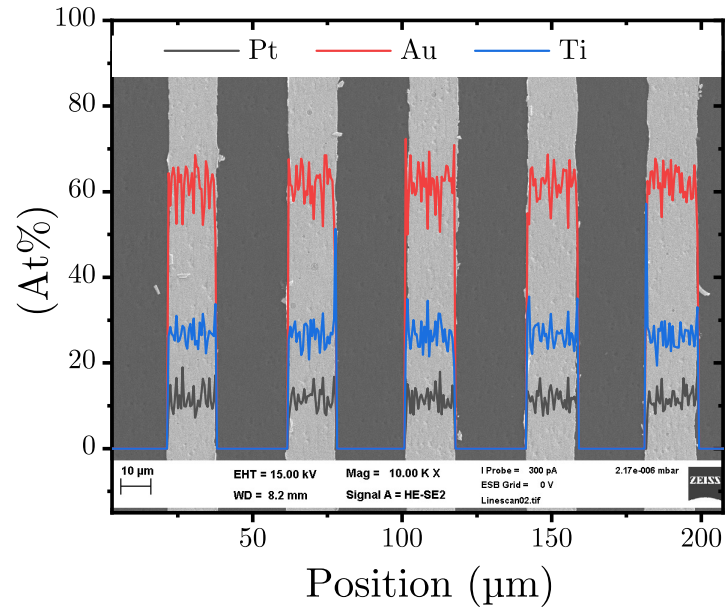 100
80
60
40
20
0
(At%)
Pt Au Ti
10 µm
EHT = 15.00 kV Mag = 10.00 K X I Probe = 300 pA 2.17e-006 mbar
WD = 8.2 mm Signal A = HE-SE2 ESB Grid = 0 V
Linescan02.tif
ZEISS
50 100 150 200
Position (µm)